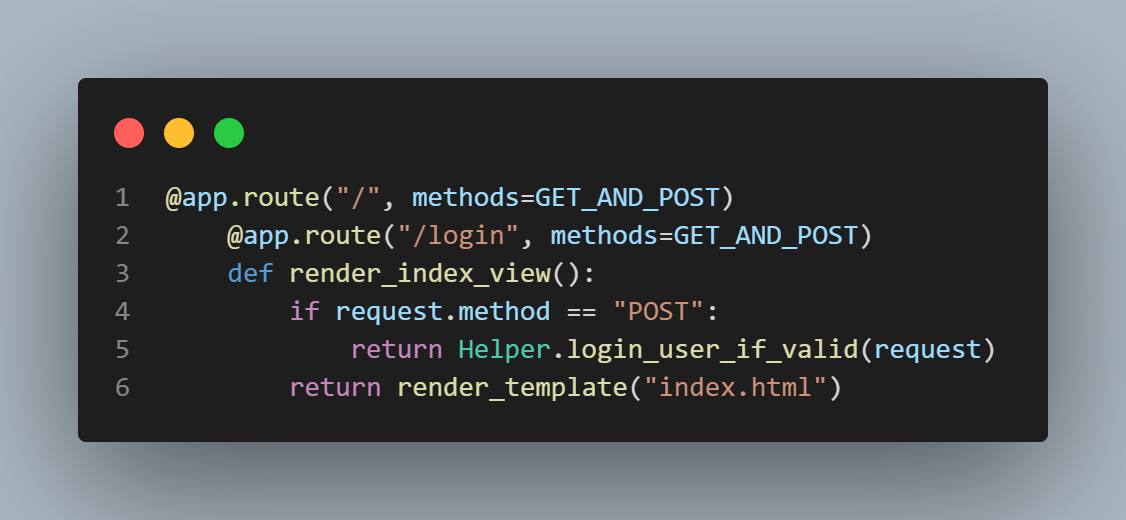 1 @app.route("/", methods=GET_AND_POST)
2     @app.route("/login", methods=GET_AND_POST)
3     def render_index_view():
4         if request.method == "POST":
5             return Helper.login_user_if_valid(request)
6         return render_template("index.html")